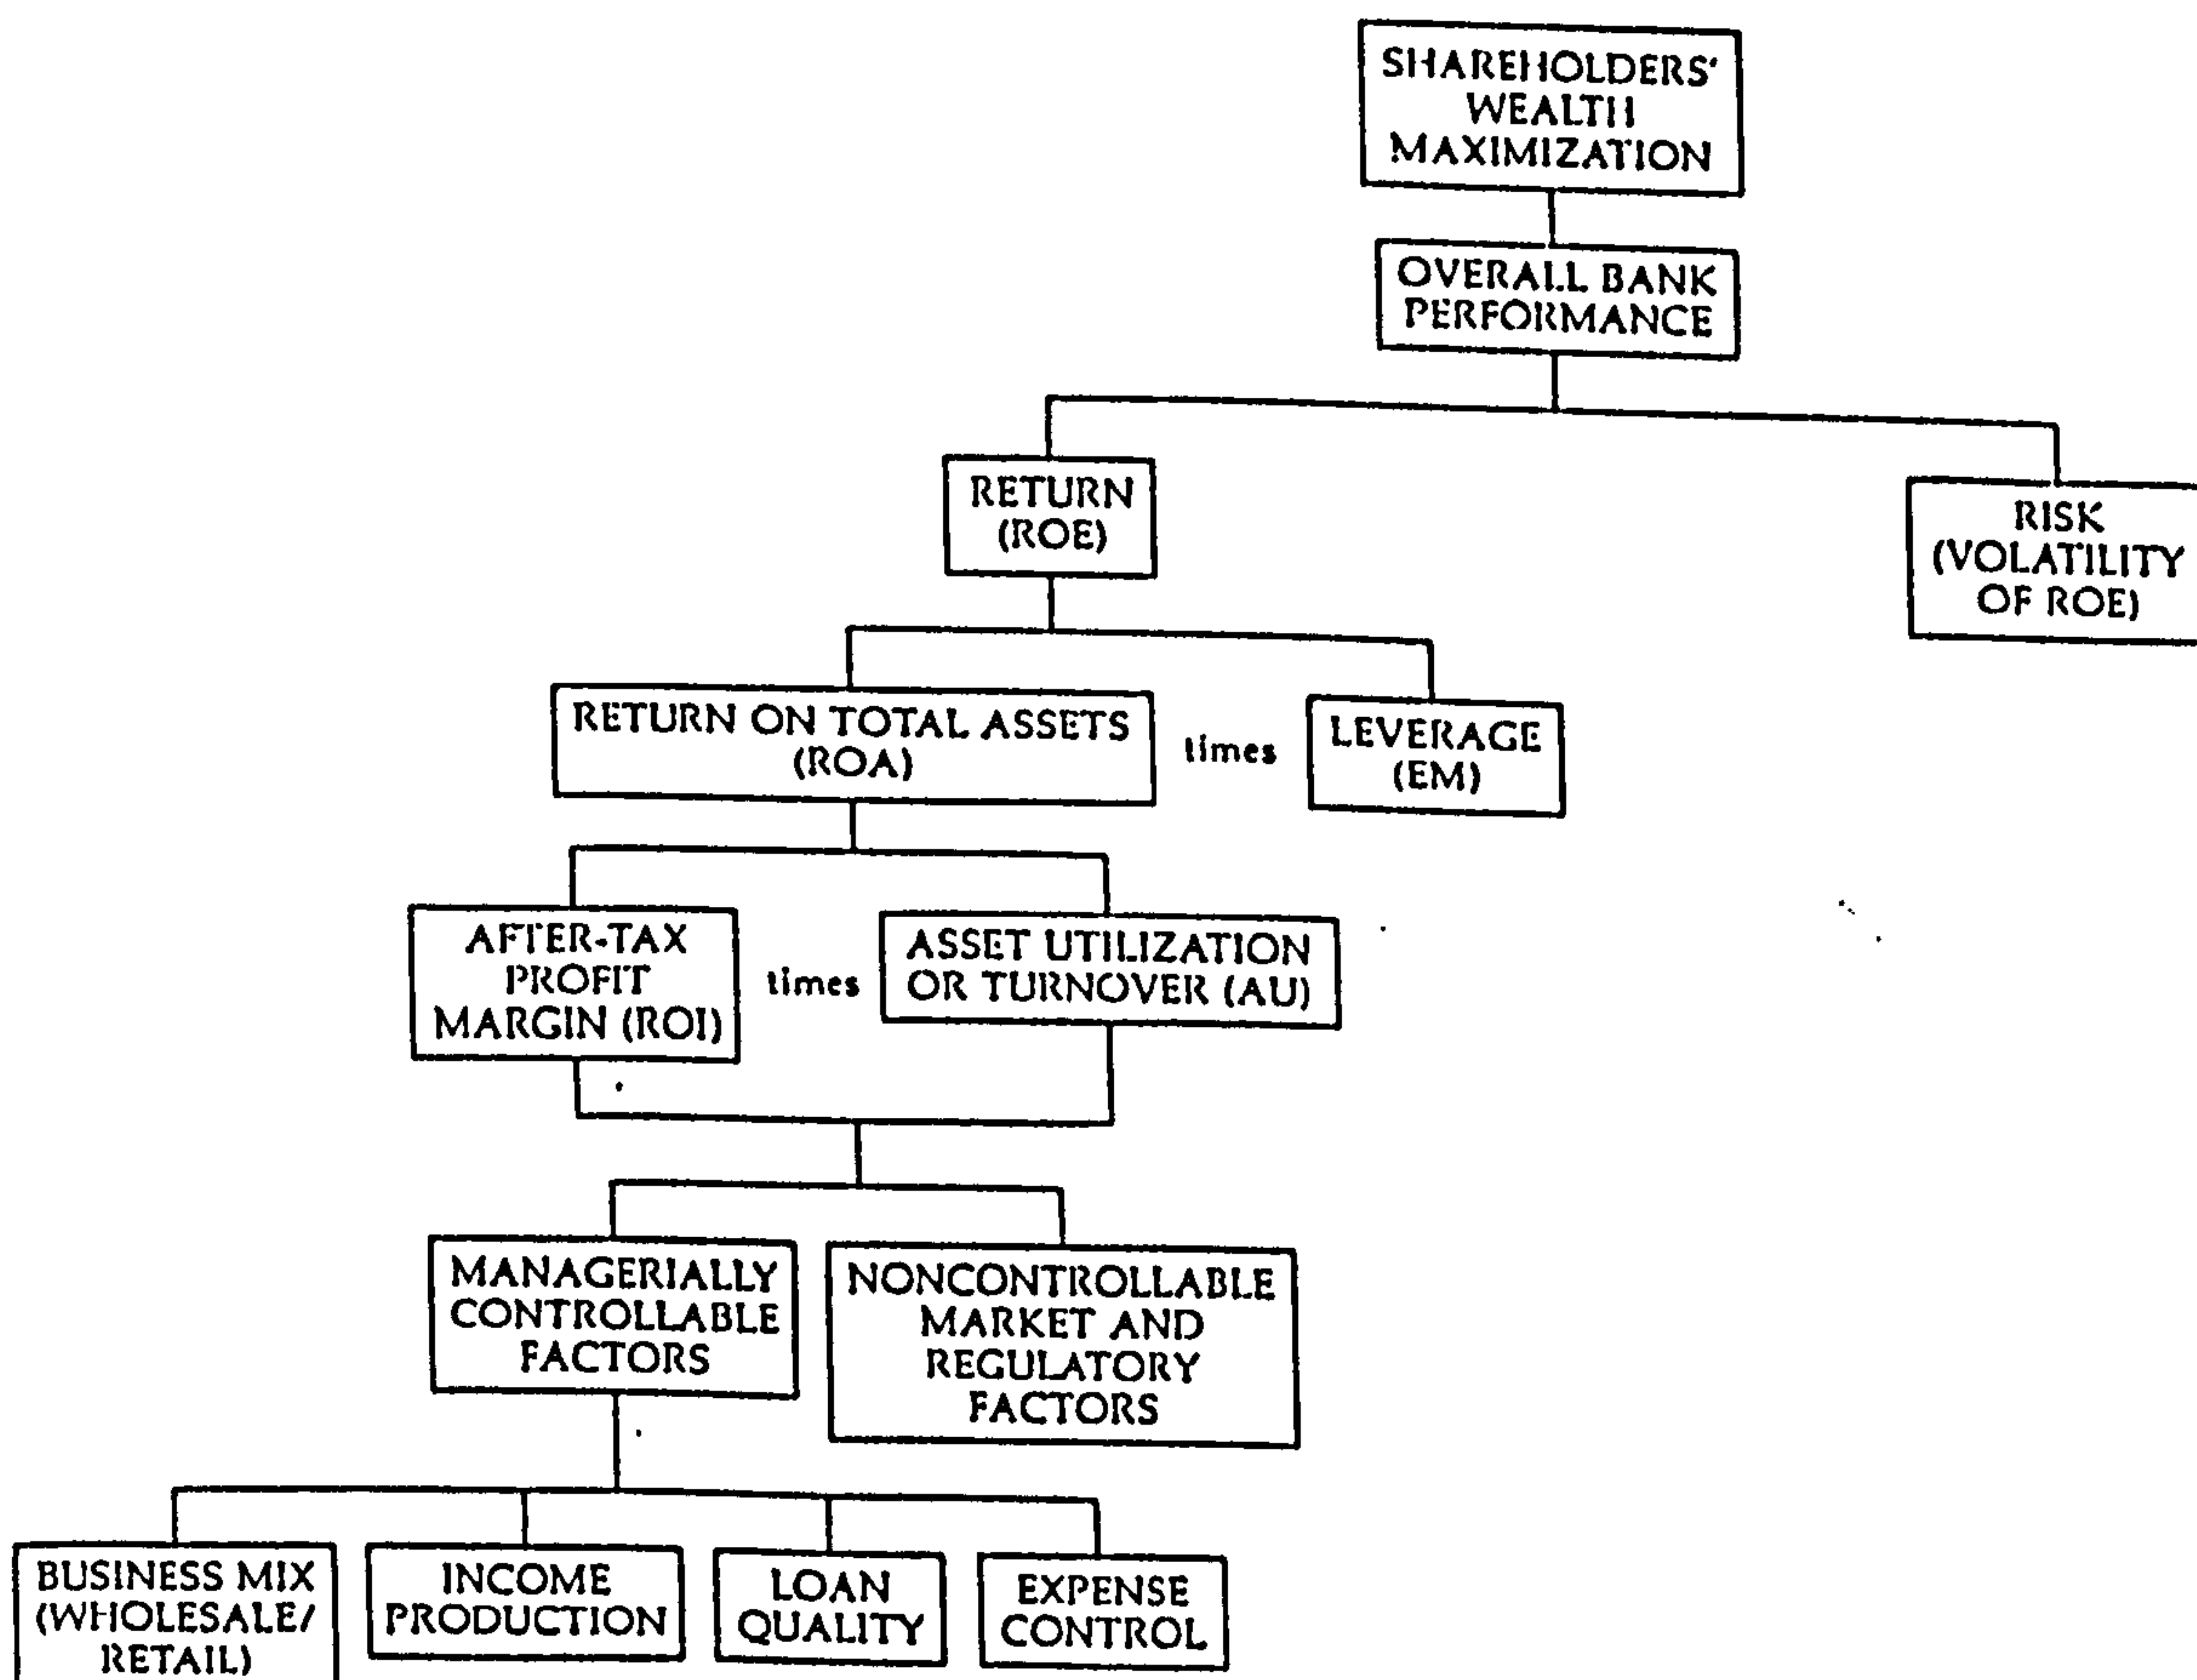 SHAREHOLDERS'
WEALTH
MAXIMIZATION
OVERALL BANK
PERFORMANCE
RETURN
(ROE)
RISK
(VOLATILITY
OF ROE)
RETURN ON TOTAL ASSETS
(ROA)
times
LEVERAGE
(EM)
AFTER-TAX
PROFIT
MARGIN (ROI)
times
ASSET UTILIZATION
OR TURNOVER (AU)
MANAGERIALLY
CONTROLLABLE
FACTORS
NONCONTROLLABLE
MARKET AND
REGULATORY
FACTORS
BUSINESS MIX
(WHOLESALE/
RETAIL)
INCOME
PRODUCTION
LOAN
QUALITY
EXPENSE
CONTROL